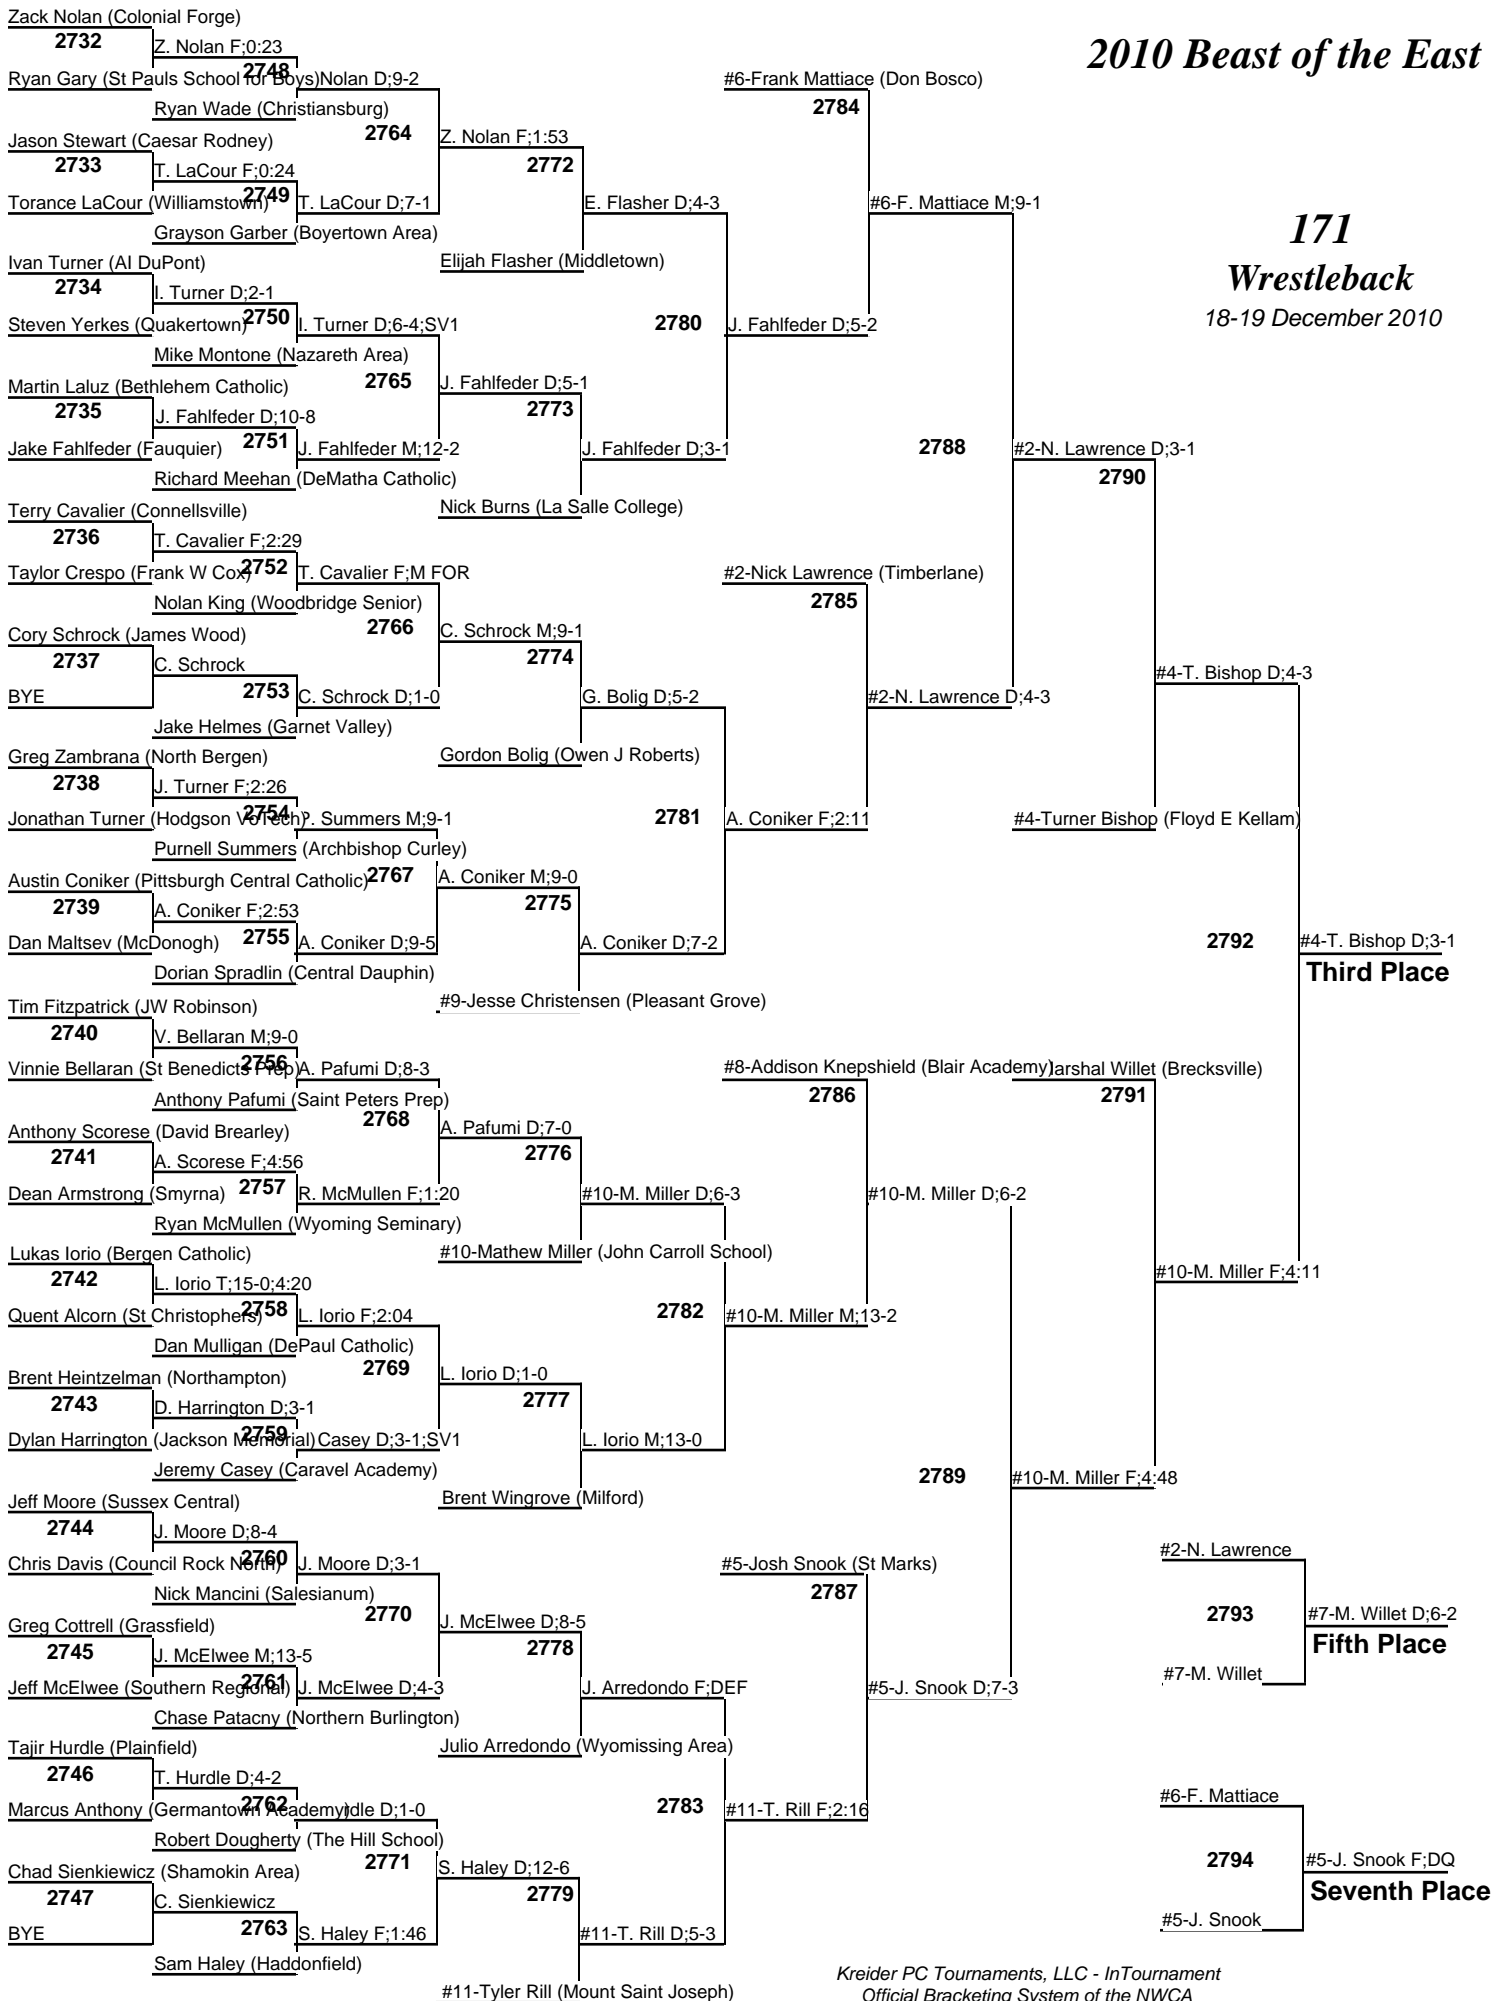 2010 Beast of the East
171
Wrestleback
18-19 December 2010
Zack Nolan (Colonial Forge)
2732
Z. Nolan F;0:23
2748
Ryan Gary (St Pauls School for Boys)
Nolan D;9-2
Ryan Wade (Christiansburg)
2764
Jason Stewart (Caesar Rodney)
2733
T. LaCour F;0:24
2749
Torance LaCour (Williamstown)
T. LaCour D;7-1
Grayson Garber (Boyertown Area)
Ivan Turner (AI DuPont)
2734
I. Turner D;2-1
2750
Steven Yerkes (Quakertown)
I. Turner D;6-4;SV1
Mike Montone (Nazareth Area)
2765
Martin Laluz (Bethlehem Catholic)
2735
J. Fahlfeder D;10-8
2751
Jake Fahlfeder (Fauquier)
J. Fahlfeder M;12-2
Richard Meehan (DeMatha Catholic)
Terry Cavalier (Connellsville)
2736
T. Cavalier F;2:29
2752
Taylor Crespo (Frank W Cox)
T. Cavalier F;M FOR
Nolan King (Woodbridge Senior)
2766
Cory Schrock (James Wood)
2737
C. Schrock
2753
BYE
C. Schrock D;1-0
Jake Helmes (Garnet Valley)
Greg Zambrana (North Bergen)
2738
J. Turner F;2:26
2754
Jonathan Turner (Hodgson VoTech)
. Summers M;9-1
Purnell Summers (Archbishop Curley)
2767
Austin Coniker (Pittsburgh Central Catholic)
2739
A. Coniker F;2:53
2755
Dan Maltsev (McDonogh)
A. Coniker D;9-5
Dorian Spradlin (Central Dauphin)
Tim Fitzpatrick (JW Robinson)
2740
V. Bellaran M;9-0
2756
Vinnie Bellaran (St Benedicts Prep)
A. Pafumi D;8-3
Anthony Pafumi (Saint Peters Prep)
2768
Anthony Scorese (David Brearley)
2741
A. Scorese F;4:56
2757
Dean Armstrong (Smyrna)
R. McMullen F;1:20
Ryan McMullen (Wyoming Seminary)
Lukas Iorio (Bergen Catholic)
2742
L. Iorio T;15-0;4:20
2758
Quent Alcorn (St Christophers)
L. Iorio F;2:04
Dan Mulligan (DePaul Catholic)
2769
Brent Heintzelman (Northampton)
2743
D. Harrington D;3-1
2759
Dylan Harrington (Jackson Memorial)
Casey D;3-1;SV1
Jeremy Casey (Caravel Academy)
Jeff Moore (Sussex Central)
2744
J. Moore D;8-4
2760
Chris Davis (Council Rock North)
J. Moore D;3-1
Nick Mancini (Salesianum)
2770
Greg Cottrell (Grassfield)
2745
J. McElwee M;13-5
2761
Jeff McElwee (Southern Regional)
J. McElwee D;4-3
Chase Patacny (Northern Burlington)
Tajir Hurdle (Plainfield)
2746
T. Hurdle D;4-2
2762
Marcus Anthony (Germantown Academy)
rdle D;1-0
Robert Dougherty (The Hill School)
2771
Chad Sienkiewicz (Shamokin Area)
2747
C. Sienkiewicz
2763
BYE
S. Haley F;1:46
Sam Haley (Haddonfield)
Z. Nolan F;1:53
2772
E. Flasher D;4-3
Elijah Flasher (Middletown)
J. Fahlfeder D;5-1
2773
J. Fahlfeder D;3-1
Nick Burns (La Salle College)
C. Schrock M;9-1
2774
G. Bolig D;5-2
Gordon Bolig (Owen J Roberts)
A. Coniker M;9-0
2775
A. Coniker D;7-2
#9-Jesse Christensen (Pleasant Grove)
A. Pafumi D;7-0
2776
#10-M. Miller D;6-3
#10-Mathew Miller (John Carroll School)
L. Iorio D;1-0
2777
L. Iorio M;13-0
Brent Wingrove (Milford)
J. McElwee D;8-5
2778
J. Arredondo F;DEF
Julio Arredondo (Wyomissing Area)
S. Haley D;12-6
2779
#11-T. Rill D;5-3
#11-Tyler Rill (Mount Saint Joseph)
#6-Frank Mattiace (Don Bosco)
2784
#6-F. Mattiace M;9-1
2780
J. Fahlfeder D;5-2
#2-Nick Lawrence (Timberlane)
2785
#2-N. Lawrence D;4-3
2781
A. Coniker F;2:11
#8-Addison Knepshield (Blair Academy)
2786
#10-M. Miller D;6-2
2782
#10-M. Miller M;13-2
#5-Josh Snook (St Marks)
2787
#5-J. Snook D;7-3
2783
#11-T. Rill F;2:16
2788
#2-N. Lawrence D;3-1
2790
#4-T. Bishop D;4-3
#4-Turner Bishop (Floyd E Kellam)
2792
#4-T. Bishop D;3-1
Third Place
arshal Willet (Brecksville)
2791
#10-M. Miller F;4:11
2789
#10-M. Miller F;4:48
#2-N. Lawrence
2793
#7-M. Willet D;6-2
Fifth Place
#7-M. Willet
#6-F. Mattiace
2794
#5-J. Snook F;DQ
Seventh Place
#5-J. Snook
Kreider PC Tournaments, LLC - InTournament
Official Bracketing System of the NWCA